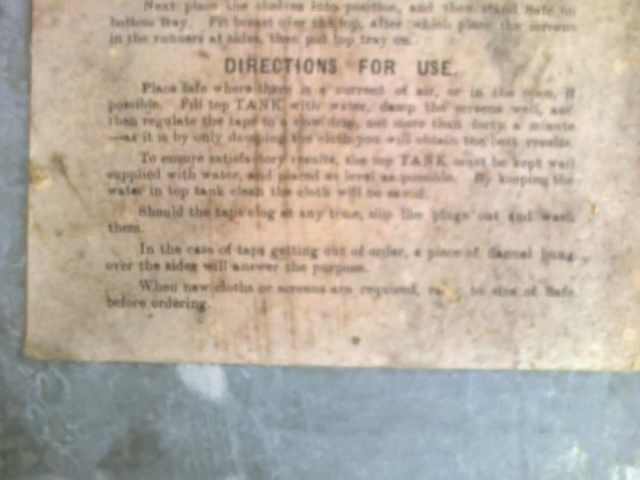 Next place the shelves into position, and then stand Safe on
bottom tray. Pin breast over the top, after which place the screens
in the runners at sides, then put top tray on.
DIRECTIONS FOR USE.
Place Safe where there is a current of air, or in the open, if
possible. Fill top TANK with water, damp the screens well, and
then regulate the taps to a slow drip, not more than forty a minute
—as it is by only damping the cloth you will obtain the best results.
To ensure satisfactory results, the top TANK must be kept well
supplied with water, and placed as level as possible. By keeping the
water in top tank clean the cloth will be
Should the taps clog at any time, slip the plugs out and wash
them.
In the case of taps getting out of order, a piece of flannel hung
over the sides will answer the purpose.
When new cloths or screens are required, to size of Safe
before ordering.